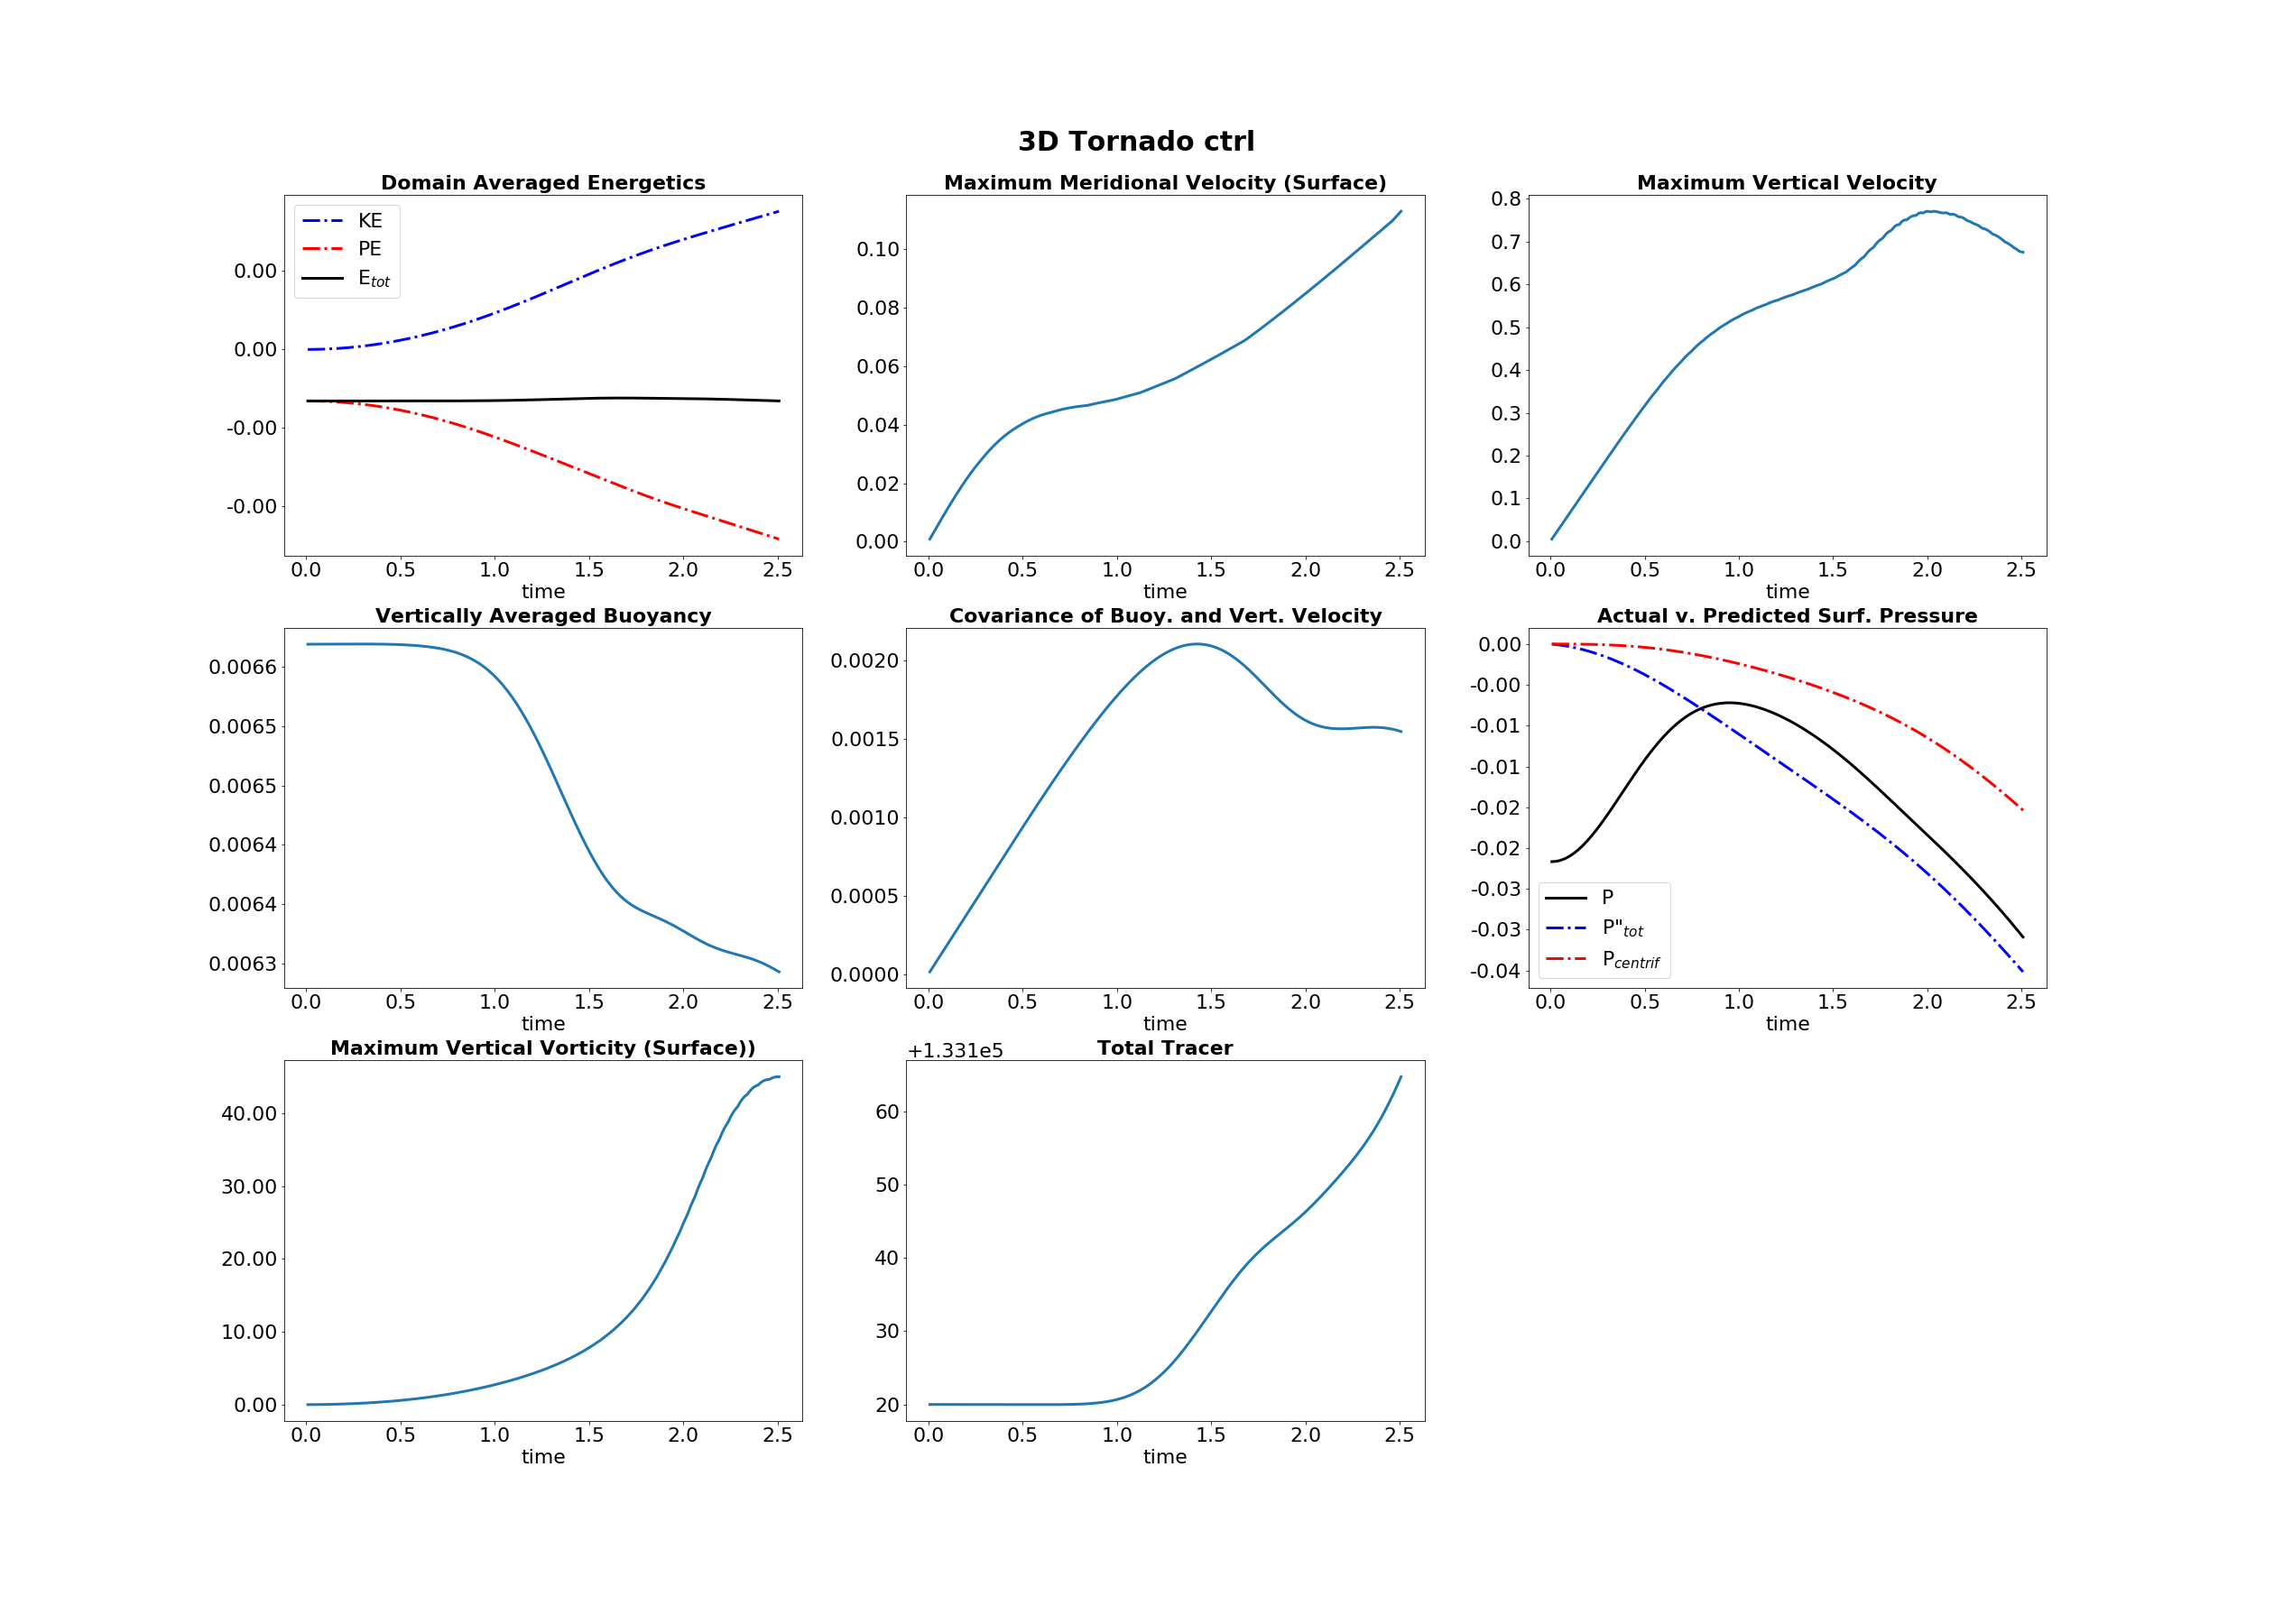 3D Tornado ctrl
Domain Averaged Energetics
KE
PE
E_tot
0.00
0.00
-0.00
-0.00
0.0 0.5 1.0 1.5 2.0 2.5
time
Maximum Meridional Velocity (Surface)
0.10
0.08
0.06
0.04
0.02
0.00
0.0 0.5 1.0 1.5 2.0 2.5
time
Maximum Vertical Velocity
0.8
0.7
0.6
0.5
0.4
0.3
0.2
0.1
0.0
0.0 0.5 1.0 1.5 2.0 2.5
time
Vertically Averaged Buoyancy
0.0066
0.0065
0.0065
0.0064
0.0064
0.0063
0.0 0.5 1.0 1.5 2.0 2.5
time
Covariance of Buoy. and Vert. Velocity
0.0020
0.0015
0.0010
0.0005
0.0000
0.0 0.5 1.0 1.5 2.0 2.5
time
Actual v. Predicted Surf. Pressure
0.00
-0.00
-0.01
-0.01
-0.02
-0.02
-0.03
-0.03
-0.04
P
P"_tot
P_centrif
0.0 0.5 1.0 1.5 2.0 2.5
time
Maximum Vertical Vorticity (Surface))
40.00
30.00
20.00
10.00
0.00
0.0 0.5 1.0 1.5 2.0 2.5
time
+1.331e5
Total Tracer
60
50
40
30
20
0.0 0.5 1.0 1.5 2.0 2.5
time